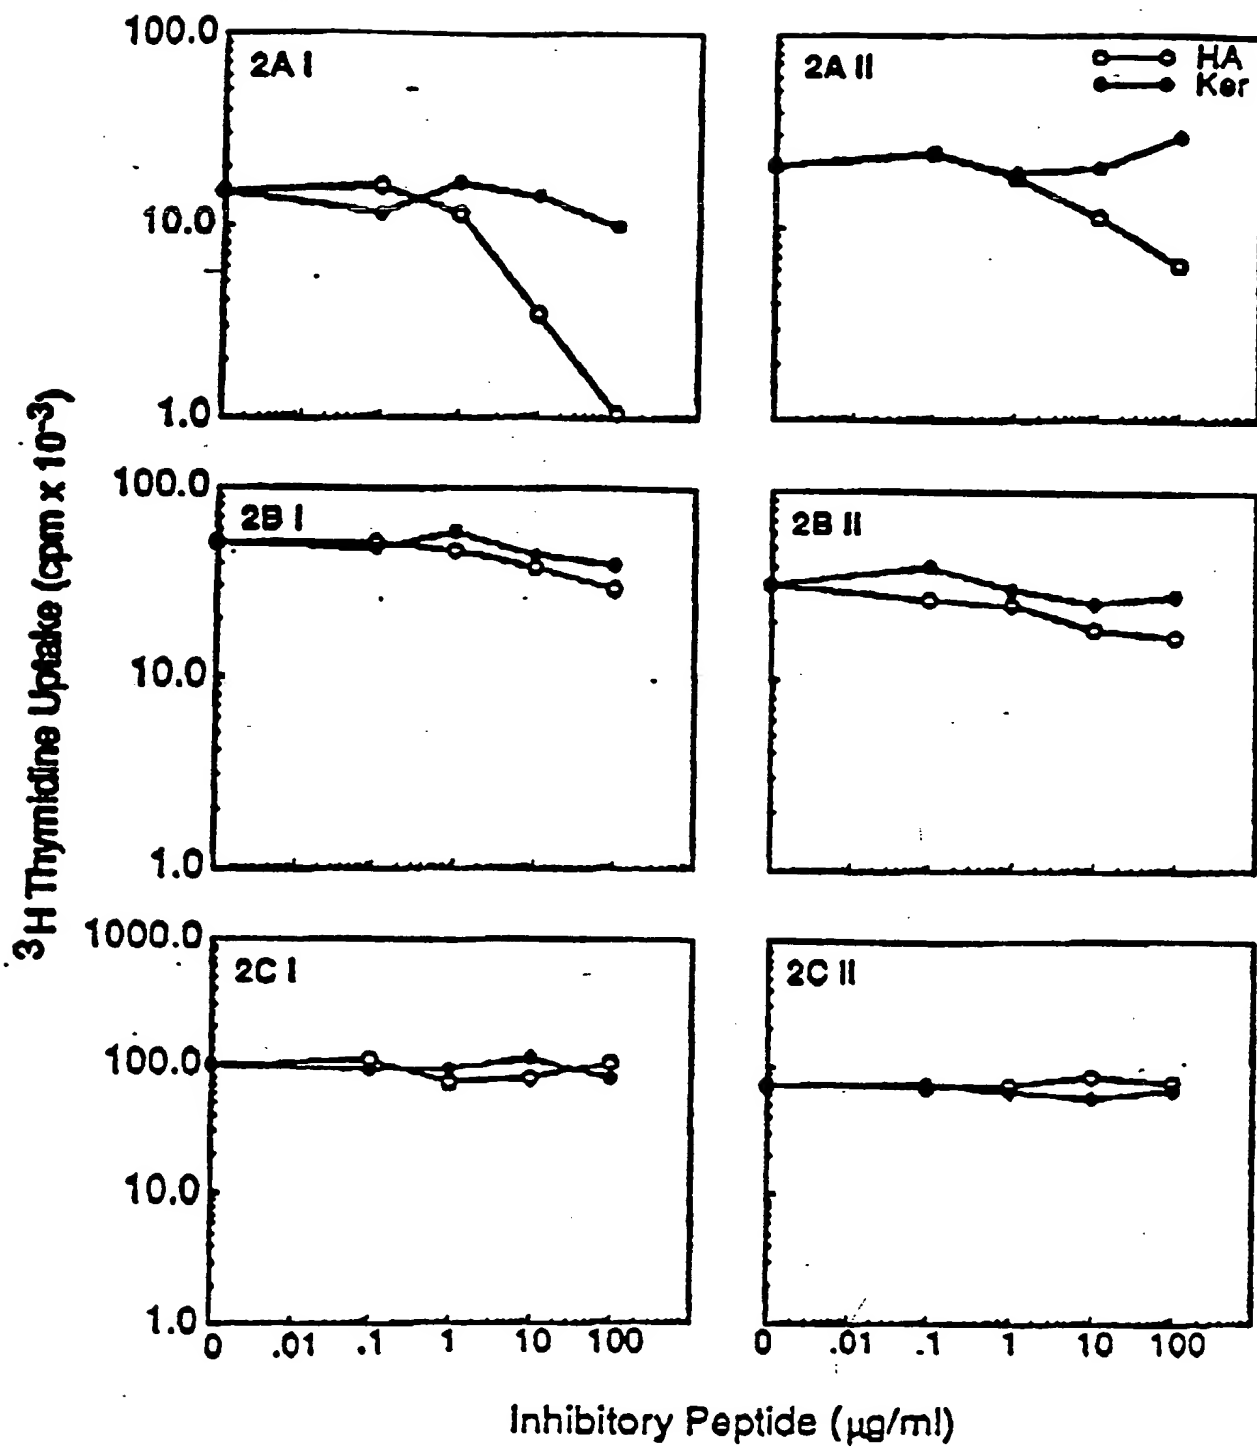 100.0
10.0
1.0
2A I
2A II
HA
Ker
100.0
10.0
1.0
2B I
2B II
1000.0
100.0
10.0
1.0
2C I
2C II
0 .01 .1 1 10 100
0 .01 .1 1 10 100
³H Thymidine Uptake (cpm x 10⁻³)
Inhibitory Peptide (µg/ml)